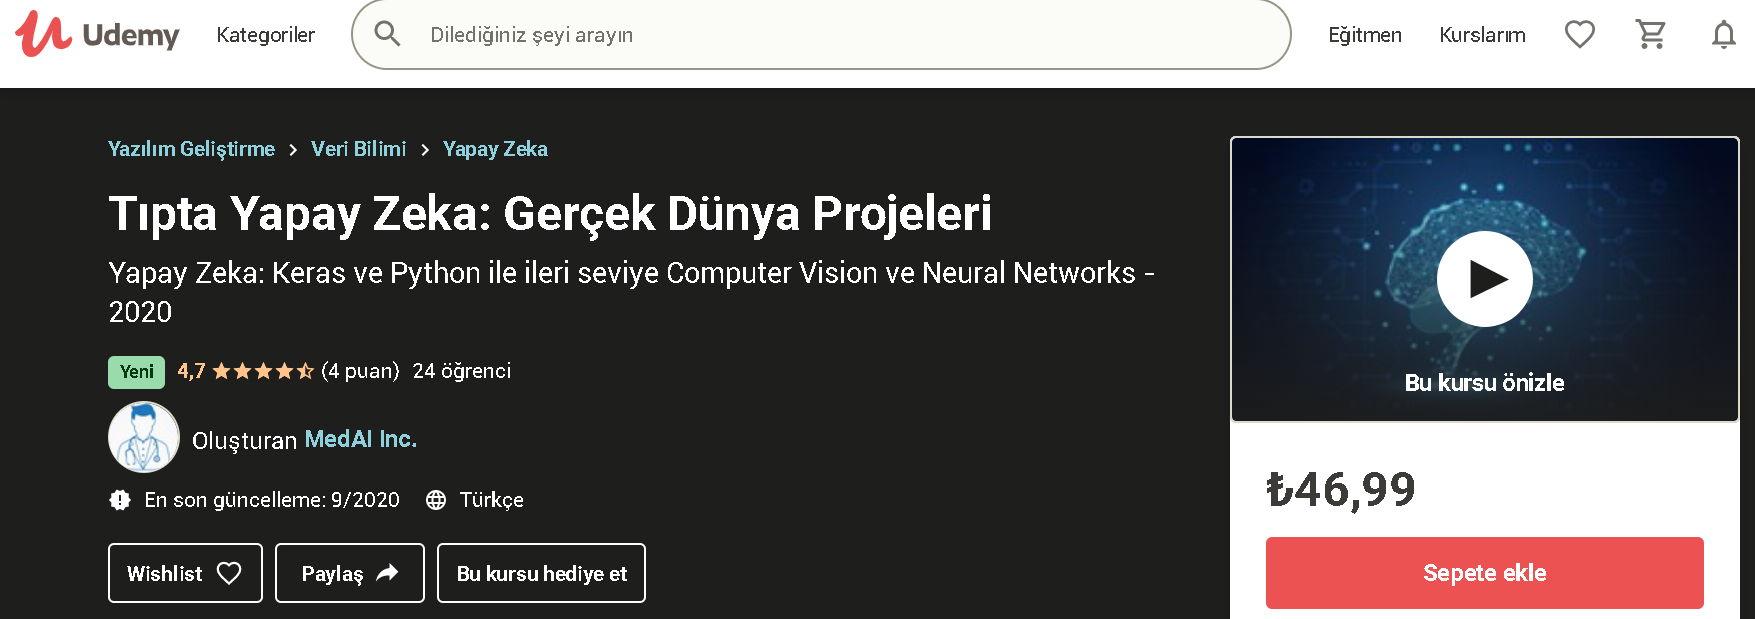 Udemy
Kategoriler
Dilediğiniz şeyi arayın
Eğitmen
Kurslarım
Yazılım Geliştirme > Veri Bilimi > Yapay Zeka
Tıpta Yapay Zeka: Gerçek Dünya Projeleri
Yapay Zeka: Keras ve Python ile ileri seviye Computer Vision ve Neural Networks -
2020
Yeni 4,7 (4 puan) 24 öğrenci
Oluşturan MedAI Inc.
En son güncelleme: 9/2020 Türkçe
Wishlist
Paylaş
Bu kursu hediye et
Bu kursu önizle
₺46,99
Sepete ekle